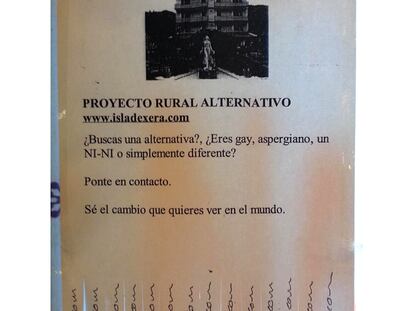 PROYECTO RURAL ALTERNATIVO
www.isladexera.com
¿Buscas una alternativa?, ¿Eres gay, aspergiano, un
NI-NI o simplemente diferente?
Ponte en contacto.
Sé el cambio que quieres ver en el mundo.